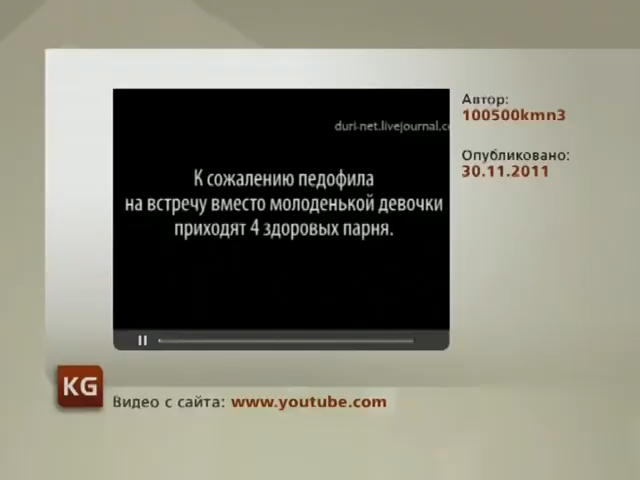 Автор:
100500kmn3
duri-net.livejournal.c
Опубликовано:
30.11.2011
К сожалению педофила
на встречу вместо молоденькой девочки
приходят 4 здоровых парня.
KG
Видео с сайта: www.youtube.com